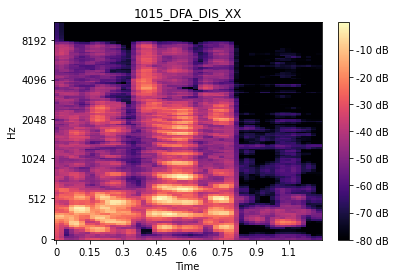 1015_DFA_DIS_XX
8192
4096
2048
1024
512
0
Hz
0
0.15
0.3
0.45
0.6
0.75
0.9
1.1
Time
-10 dB
-20 dB
-30 dB
-40 dB
-50 dB
-60 dB
-70 dB
-80 dB